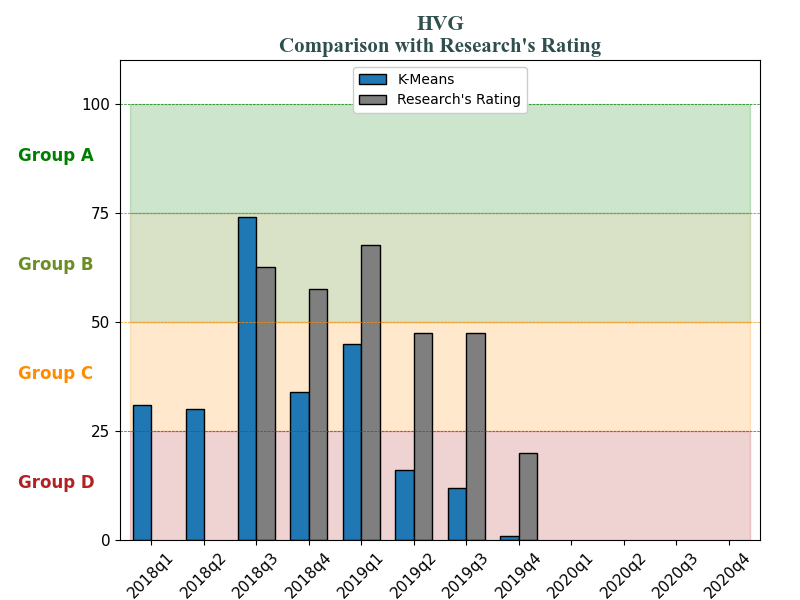 HVG
Comparison with Research's Rating
K-Means
Research's Rating
100
Group A
75
Group B
50
Group C
25
Group D
0
2018q1
2018q2
2018q3
2018q4
2019q1
2019q2
2019q3
2019q4
2020q1
2020q2
2020q3
2020q4